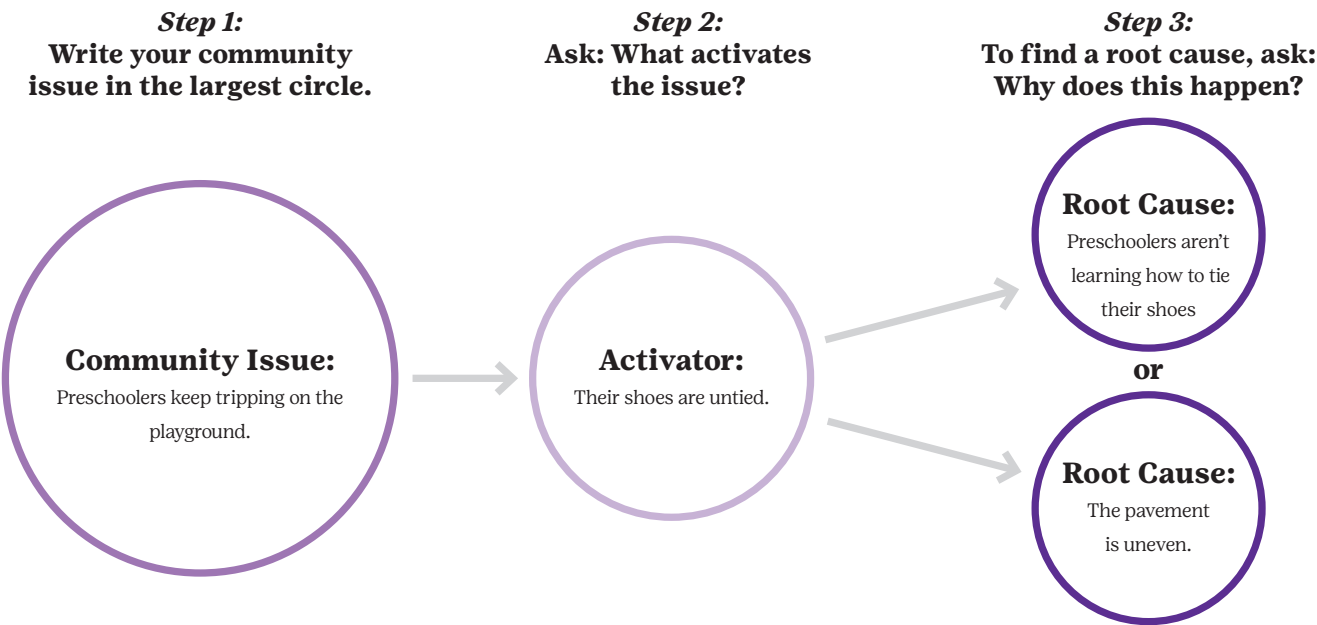 Step 1:
Write your community
issue in the largest circle.
Step 2:
Ask: What activates
the issue?
Step 3:
To find a root cause, ask:
Why does this happen?
Community Issue:
Preschoolers keep tripping on the
playground.
Activator:
Their shoes are untied.
Root Cause:
Preschoolers aren’t
learning how to tie
their shoes
or
Root Cause:
The pavement
is uneven.